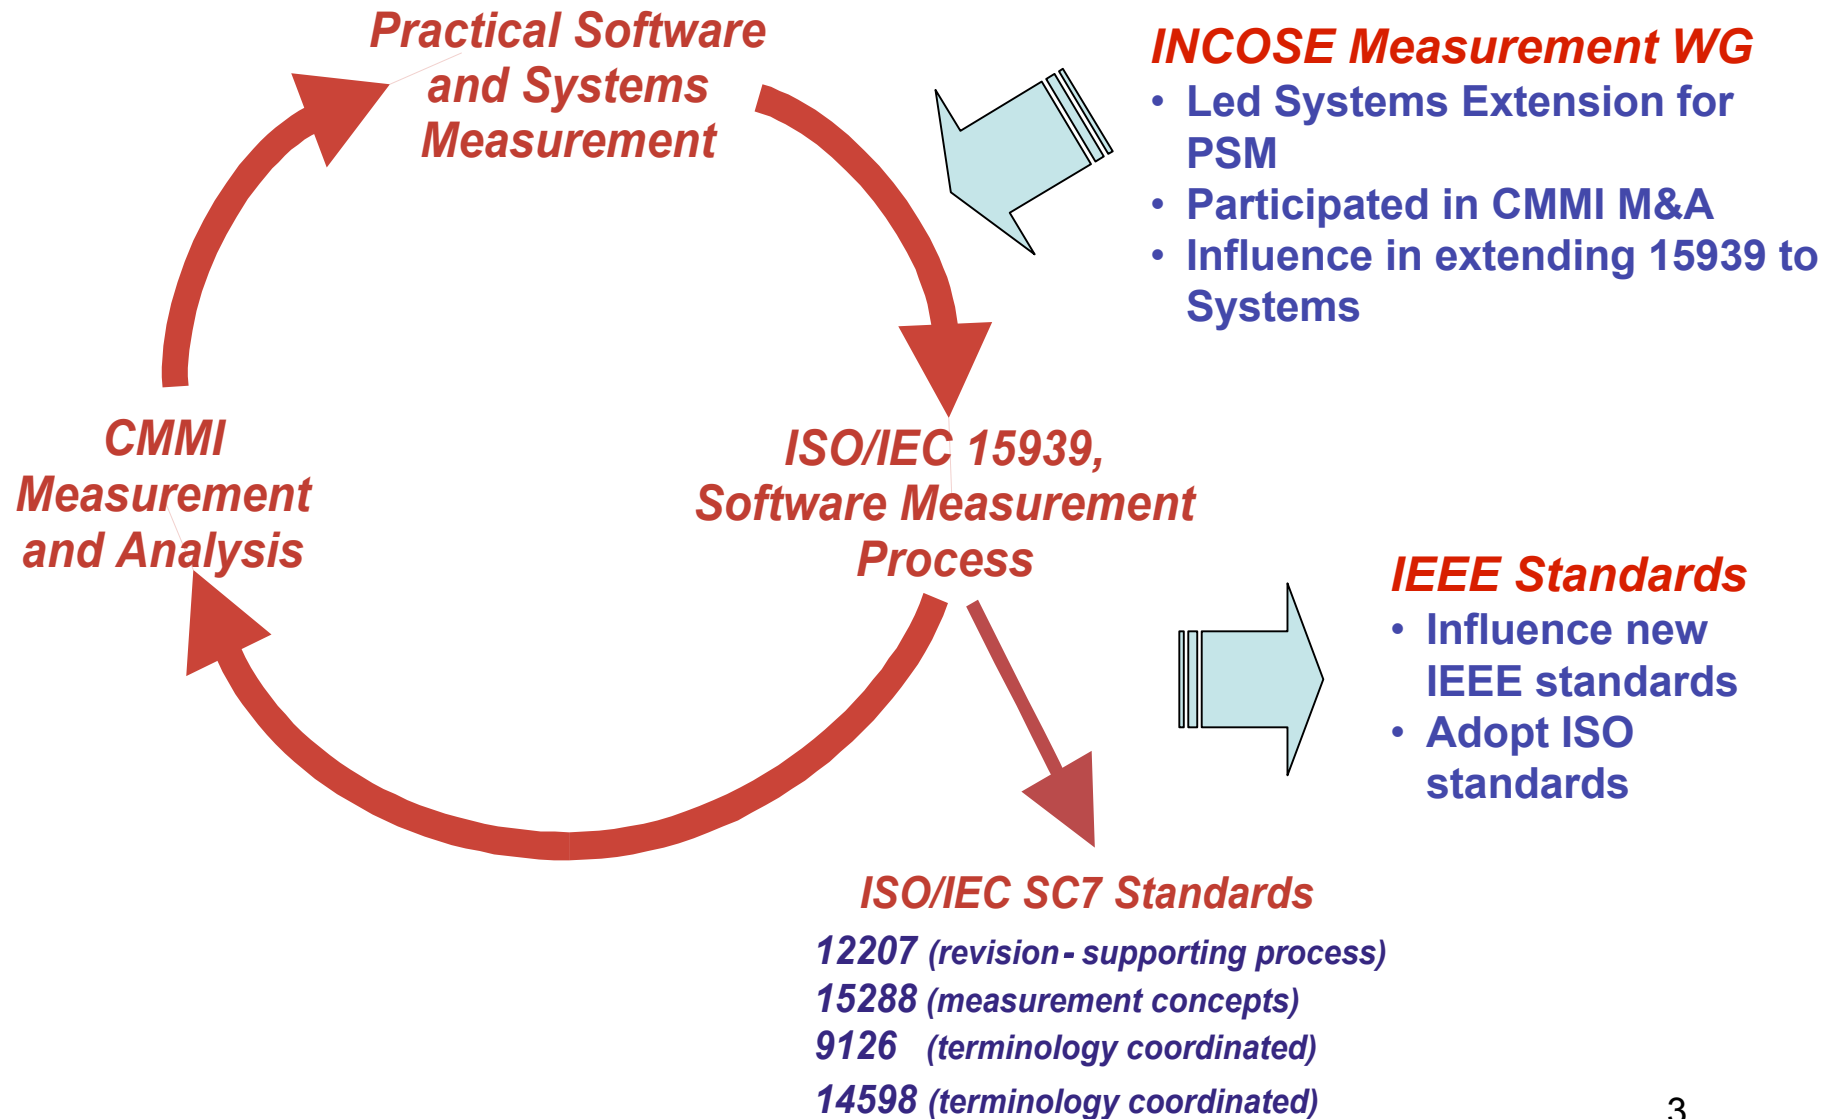 Practical Software
and Systems
Measurement
INCOSE Measurement WG
• Led Systems Extension for
PSM
• Participated in CMMI M&A
• Influence in extending 15939 to
Systems
CMMI
Measurement
and Analysis
ISO/IEC 15939,
Software Measurement
Process
IEEE Standards
• Influence new
IEEE standards
• Adopt ISO
standards
ISO/IEC SC7 Standards
12207 (revision - supporting process)
15288 (measurement concepts)
9126 (terminology coordinated)
14598 (terminology coordinated)
3